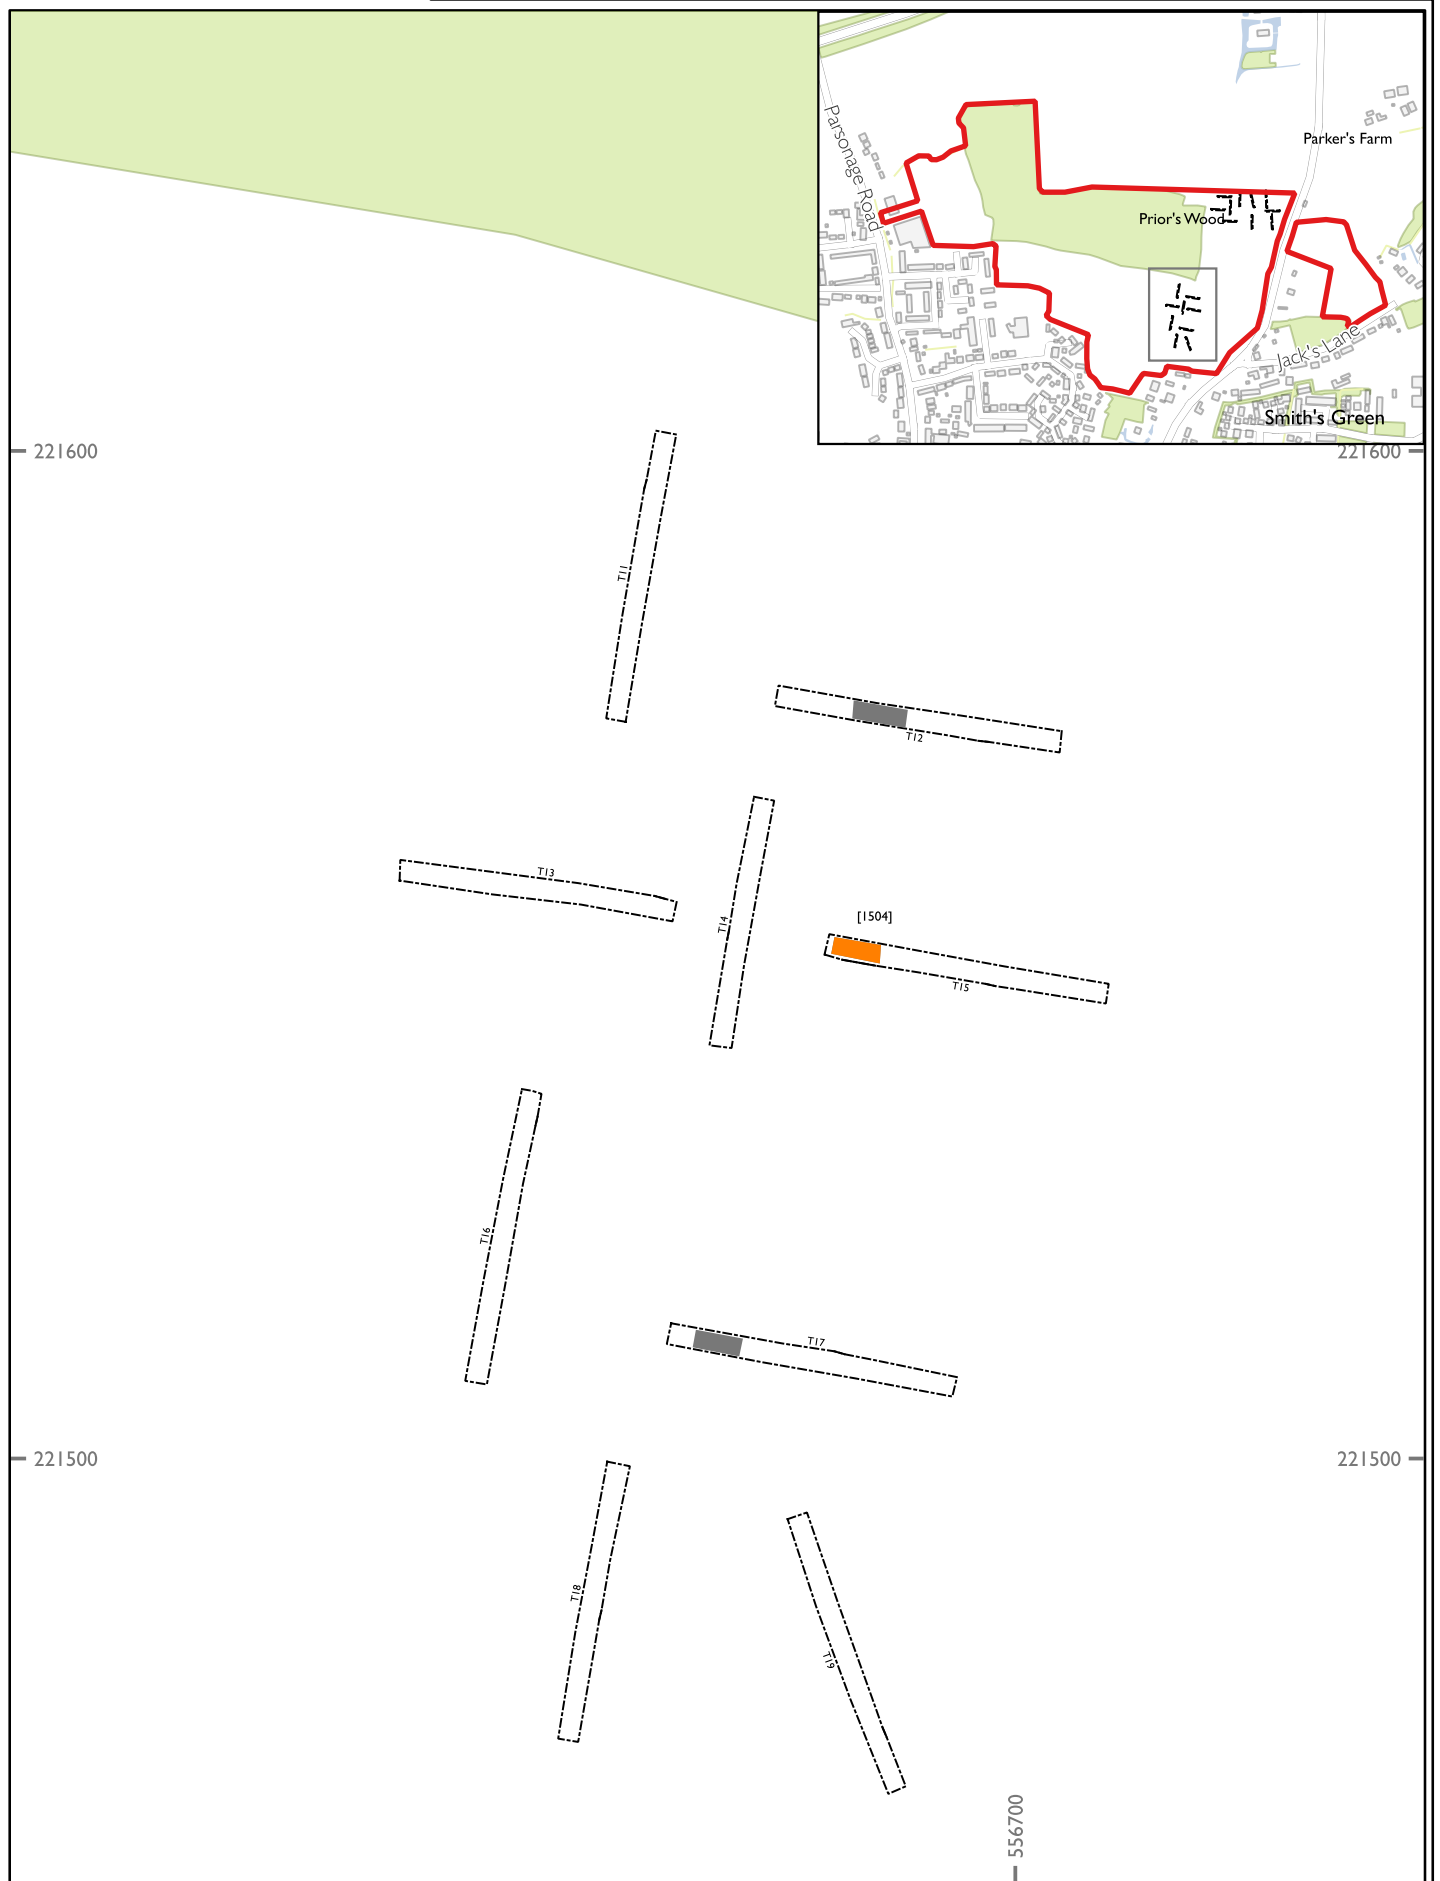 Parsonage Road
Parker's Farm
Prior's Wood
Jack's Lane
Smith's Green
221600
221600
T11
T12
T13
T14
[1504]
T15
T16
T17
221500
221500
T18
T19
556700